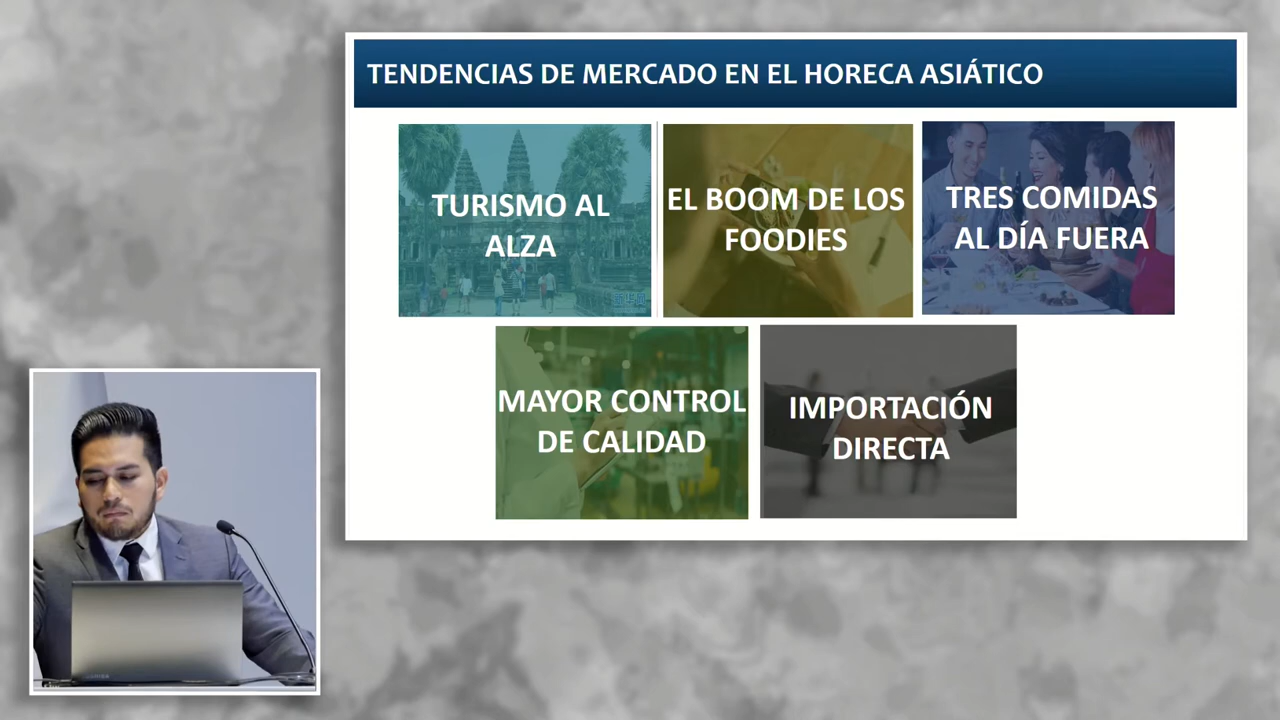 TENDENCIAS DE MERCADO EN EL HORECA ASIÁTICO
TURISMO AL
ALZA
EL BOOM DE LOS
FOODIES
TRES COMIDAS
AL DÍA FUERA
MAYOR CONTROL
DE CALIDAD
IMPORTACIÓN
DIRECTA